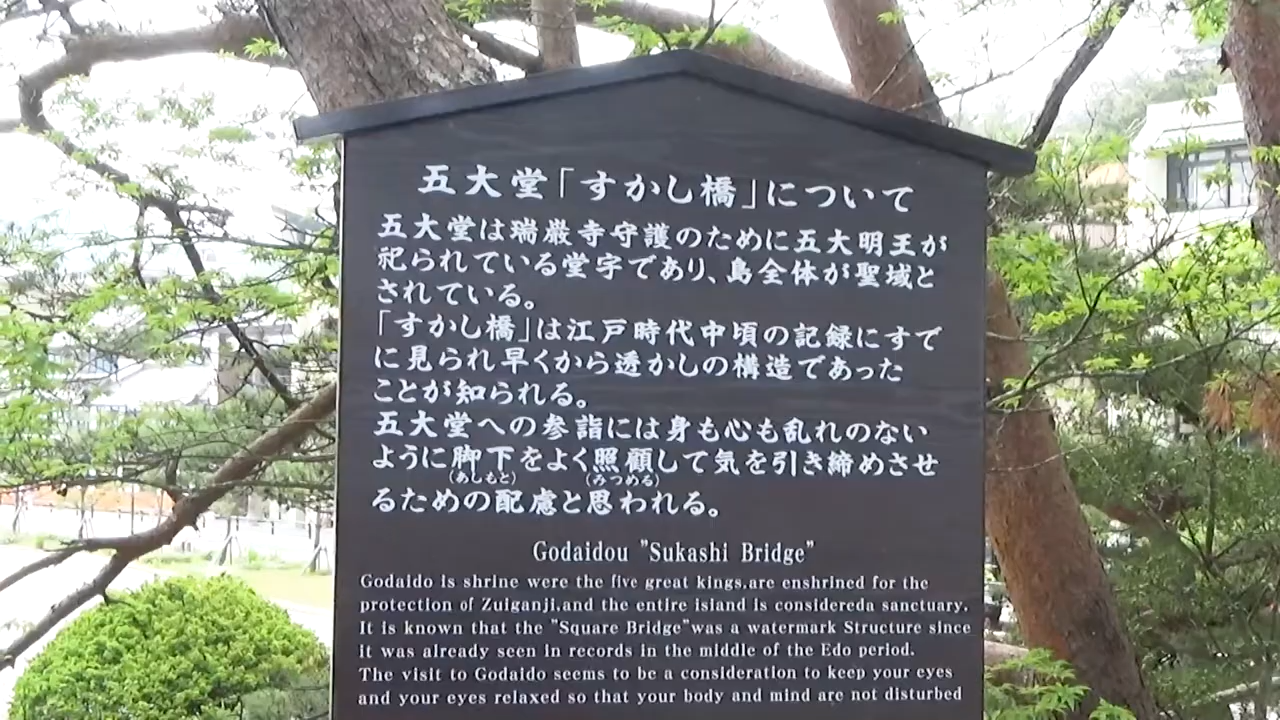 五大堂「すかし橋」について
五大堂は瑞巌寺守護のために五大明王が
祀られている堂宇であり、島全体が聖域と
されている。
「すかし橋」は江戸時代中頃の記録にすで
に見られ早くから透かしの構造であった
ことが知られる。
五大堂への参詣には身も心も乱れのない
ように脚下をよく照顧して気を引き締めさせ
(あしもと) (みつめる)
るための配慮と思われる。
Godaidou "Sukashi Bridge"
Godaido is shrine were the five great kings,are enshrined for the
protection of Zuiganji,and the entire island is considereda sanctuary.
It is known that the "Square Bridge"was a watermark Structure since
it was already seen in records in the middle of the Edo period.
The visit to Godaido seems to be a consideration to keep your eyes
and your eyes relaxed so that your body and mind are not disturbed